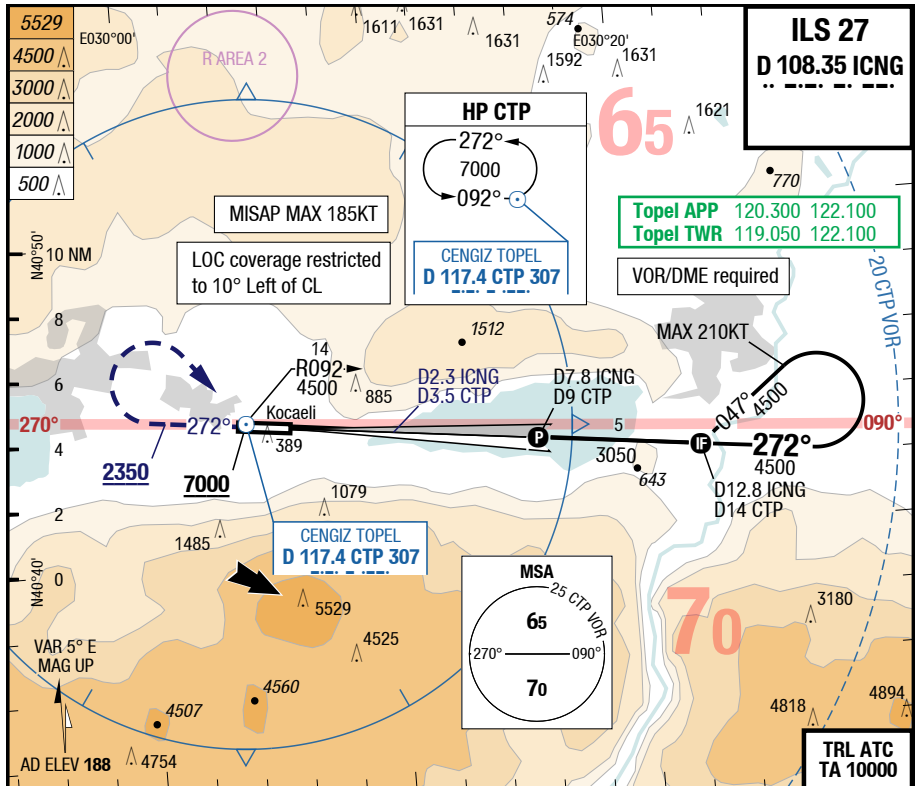 5529
4500
3000
2000
1000
500
E030°00'
R AREA 2
1611
1631
1631
574
E030°20'
1592
1631
1621
770
65
ILS 27
D 108.35 ICNG
HP CTP
272°
7000
092°
CENGIZ TOPEL
D 117.4 CTP 307
MISAP MAX 185KT
LOC coverage restricted
to 10° Left of CL
Topel APP 120.300 122.100
Topel TWR 119.050 122.100
VOR/DME required
20 CTP VOR
N40°50'
10 NM
8
6
4
2
0
N40°40'
1512
MAX 210KT
14
R092
4500
885
D2.3 ICNG
D3.5 CTP
D7.8 ICNG
D9 CTP
047°
4500
270°
272°
Kocaeli
389
P
5
IF
272°
4500
090°
2350
7000
3050
643
D12.8 ICNG
D14 CTP
1079
1485
CENGIZ TOPEL
D 117.4 CTP 307
5529
4525
4560
4507
4754
MSA
25 CTP VOR
65
270°
090°
70
70
3180
4818
4894
VAR 5° E
MAG UP
AD ELEV 188
TRL ATC
TA 10000